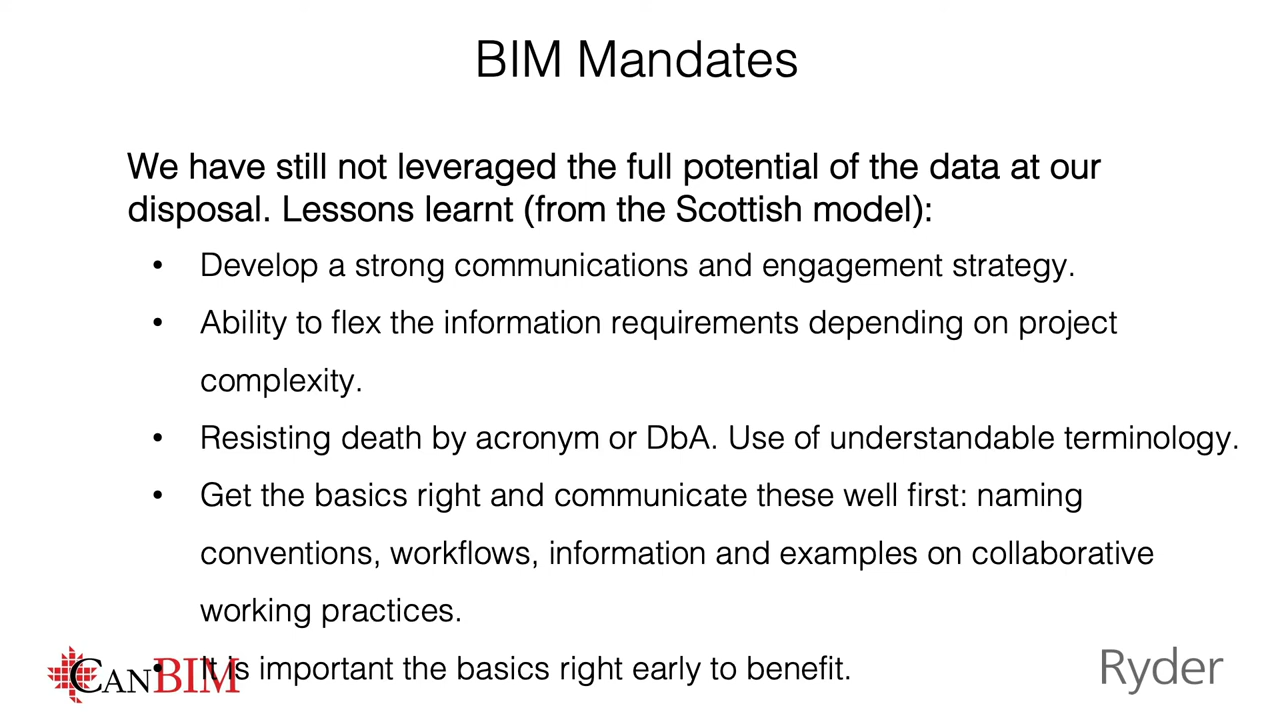 BIM Mandates
We have still not leveraged the full potential of the data at our
disposal. Lessons learnt (from the Scottish model):
• Develop a strong communications and engagement strategy.
• Ability to flex the information requirements depending on project
complexity.
• Resisting death by acronym or DbA. Use of understandable terminology.
• Get the basics right and communicate these well first: naming
conventions, workflows, information and examples on collaborative
working practices.
• It is important the basics right early to benefit.
CANBIM
Ryder